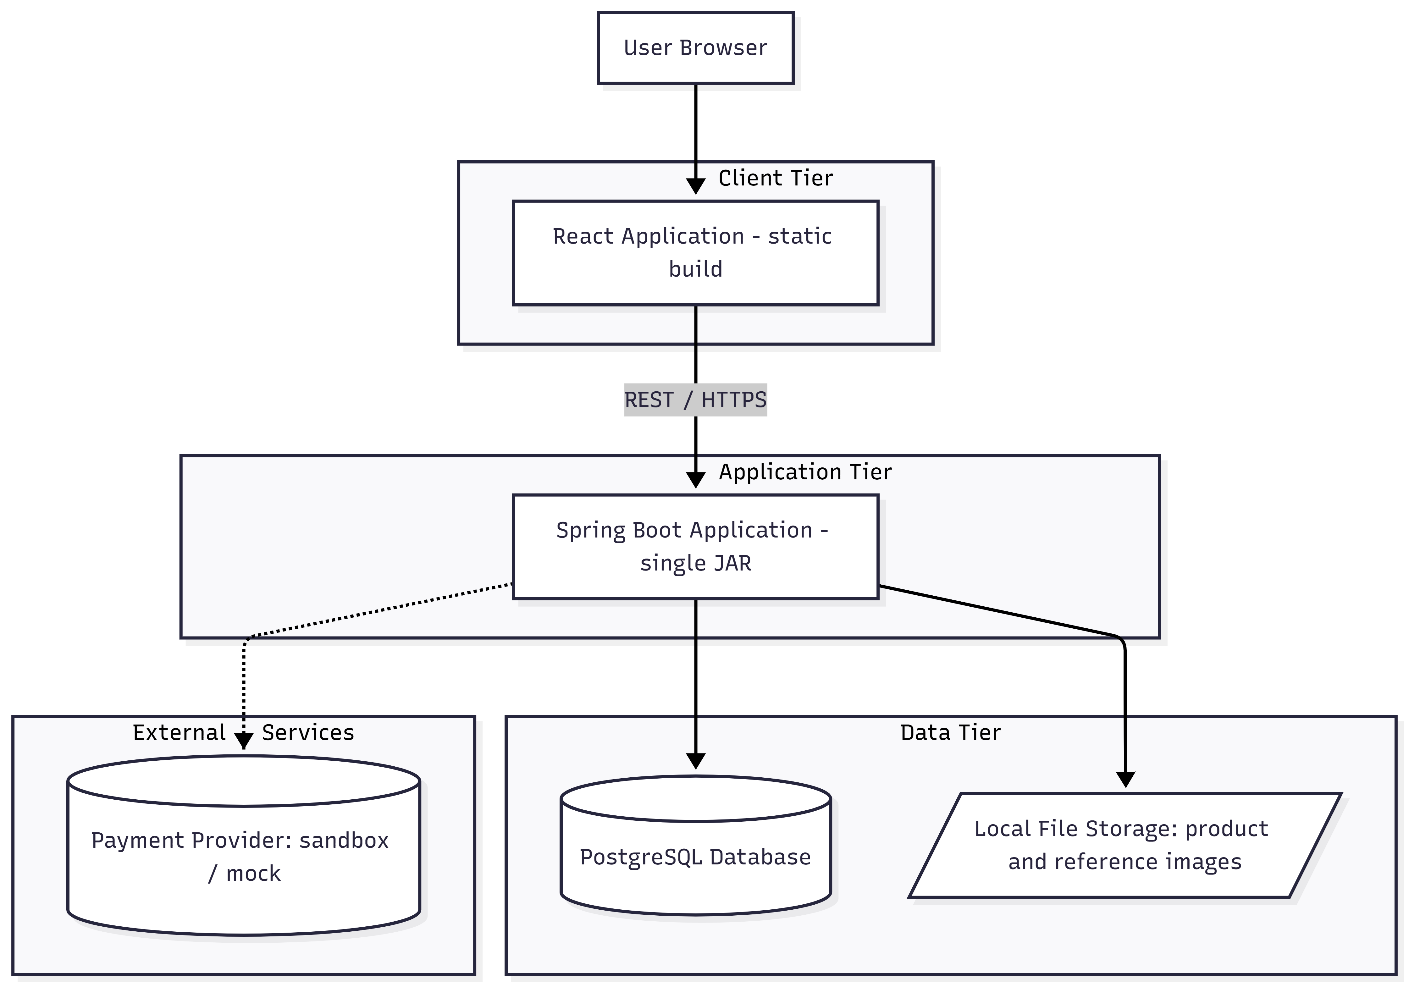 User Browser
Client Tier
React Application - static
build
REST / HTTPS
Application Tier
Spring Boot Application -
single JAR
External Services
Payment Provider: sandbox
/ mock
Data Tier
PostgreSQL Database
Local File Storage: product
and reference images